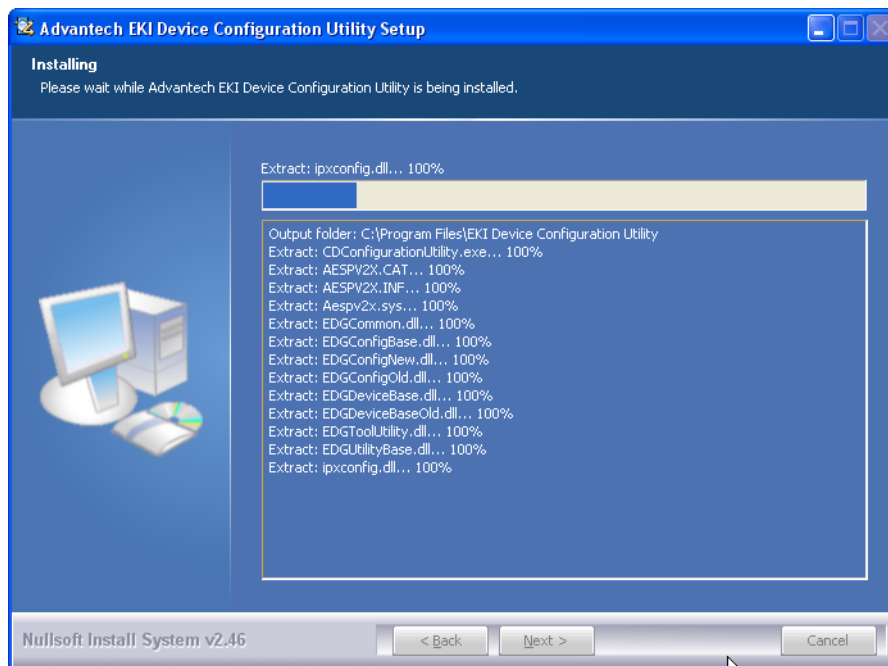 Advantech EKI Device Configuration Utility Setup
Installing
Please wait while Advantech EKI Device Configuration Utility is being installed.
Extract: ipxconfig.dll... 100%
Output folder: C:\Program Files\EKI Device Configuration Utility
Extract: CDConfigurationUtility.exe... 100%
Extract: AESPV2X.CAT... 100%
Extract: AESPV2X.INF... 100%
Extract: Aespv2x.sys... 100%
Extract: EDGCommon.dll... 100%
Extract: EDGConfigBase.dll... 100%
Extract: EDGConfigNew.dll... 100%
Extract: EDGConfigOld.dll... 100%
Extract: EDGDeviceBase.dll... 100%
Extract: EDGDeviceBaseOld.dll... 100%
Extract: EDGToolUtility.dll... 100%
Extract: EDGUtilityBase.dll... 100%
Extract: ipxconfig.dll... 100%
Nullsoft Install System v2.46
< Back
Next >
Cancel